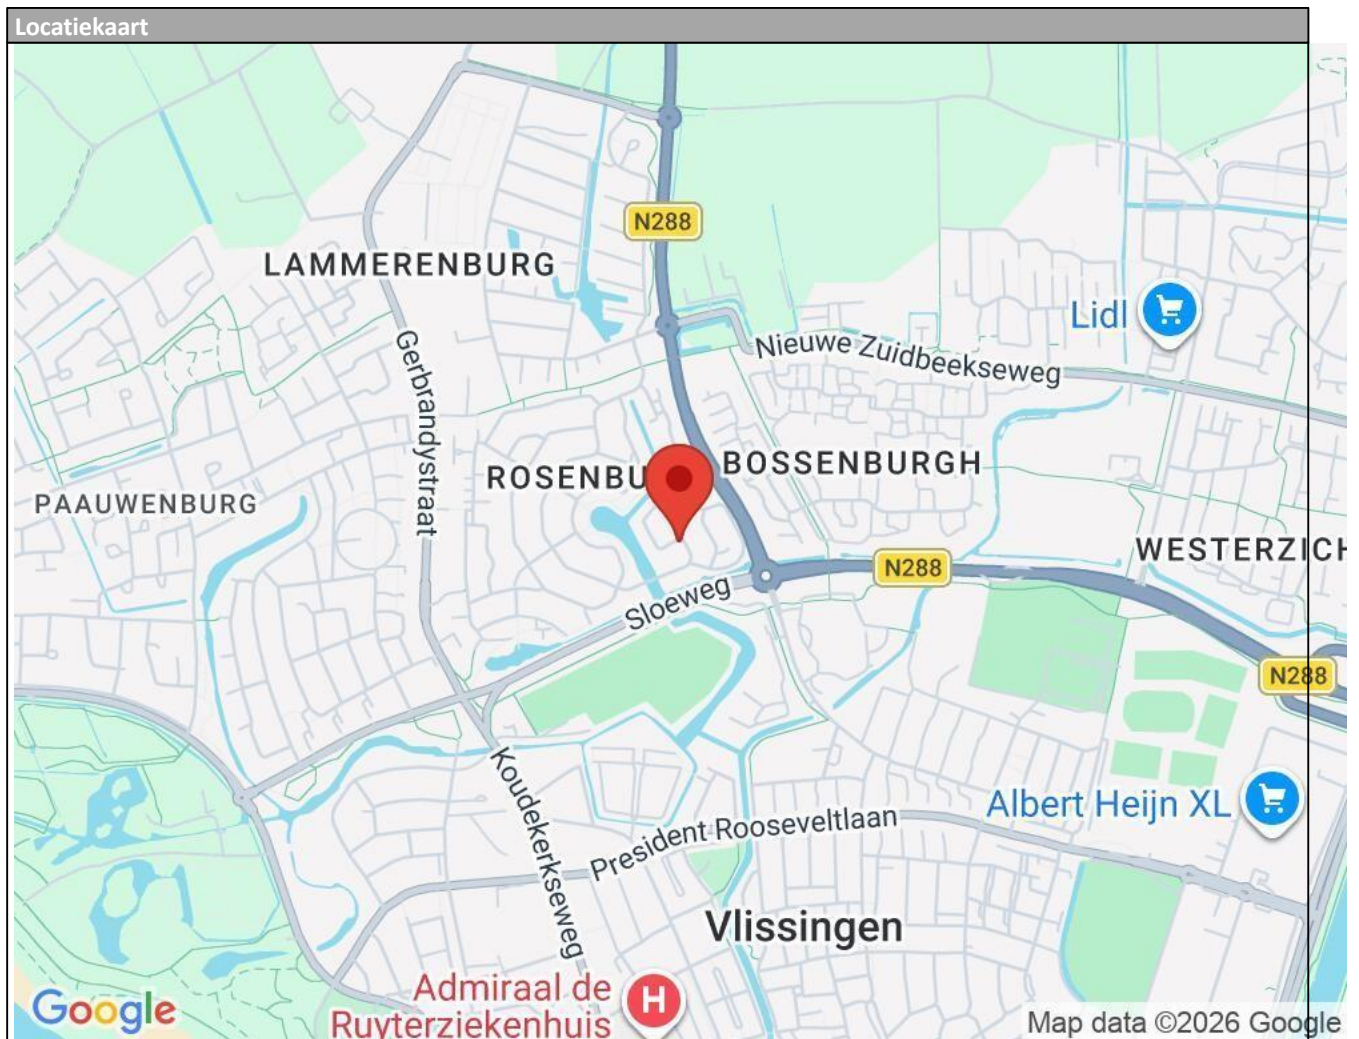 Locatiekaart
N288
LAMMERENBURG
Lidl
Gerbrandystraat
Nieuwe Zuidbeekseweg
ROSENBU
BOSSENBURGH
PAAUWENBURG
WESTERZICH
N288
Sloeweg
N288
Koudekerkseweg
Albert Heijn XL
President Rooseveltlaan
Vlissingen
Admiraal de
Ruyterziekenhuis
H
Google
Map data ©2026 Google